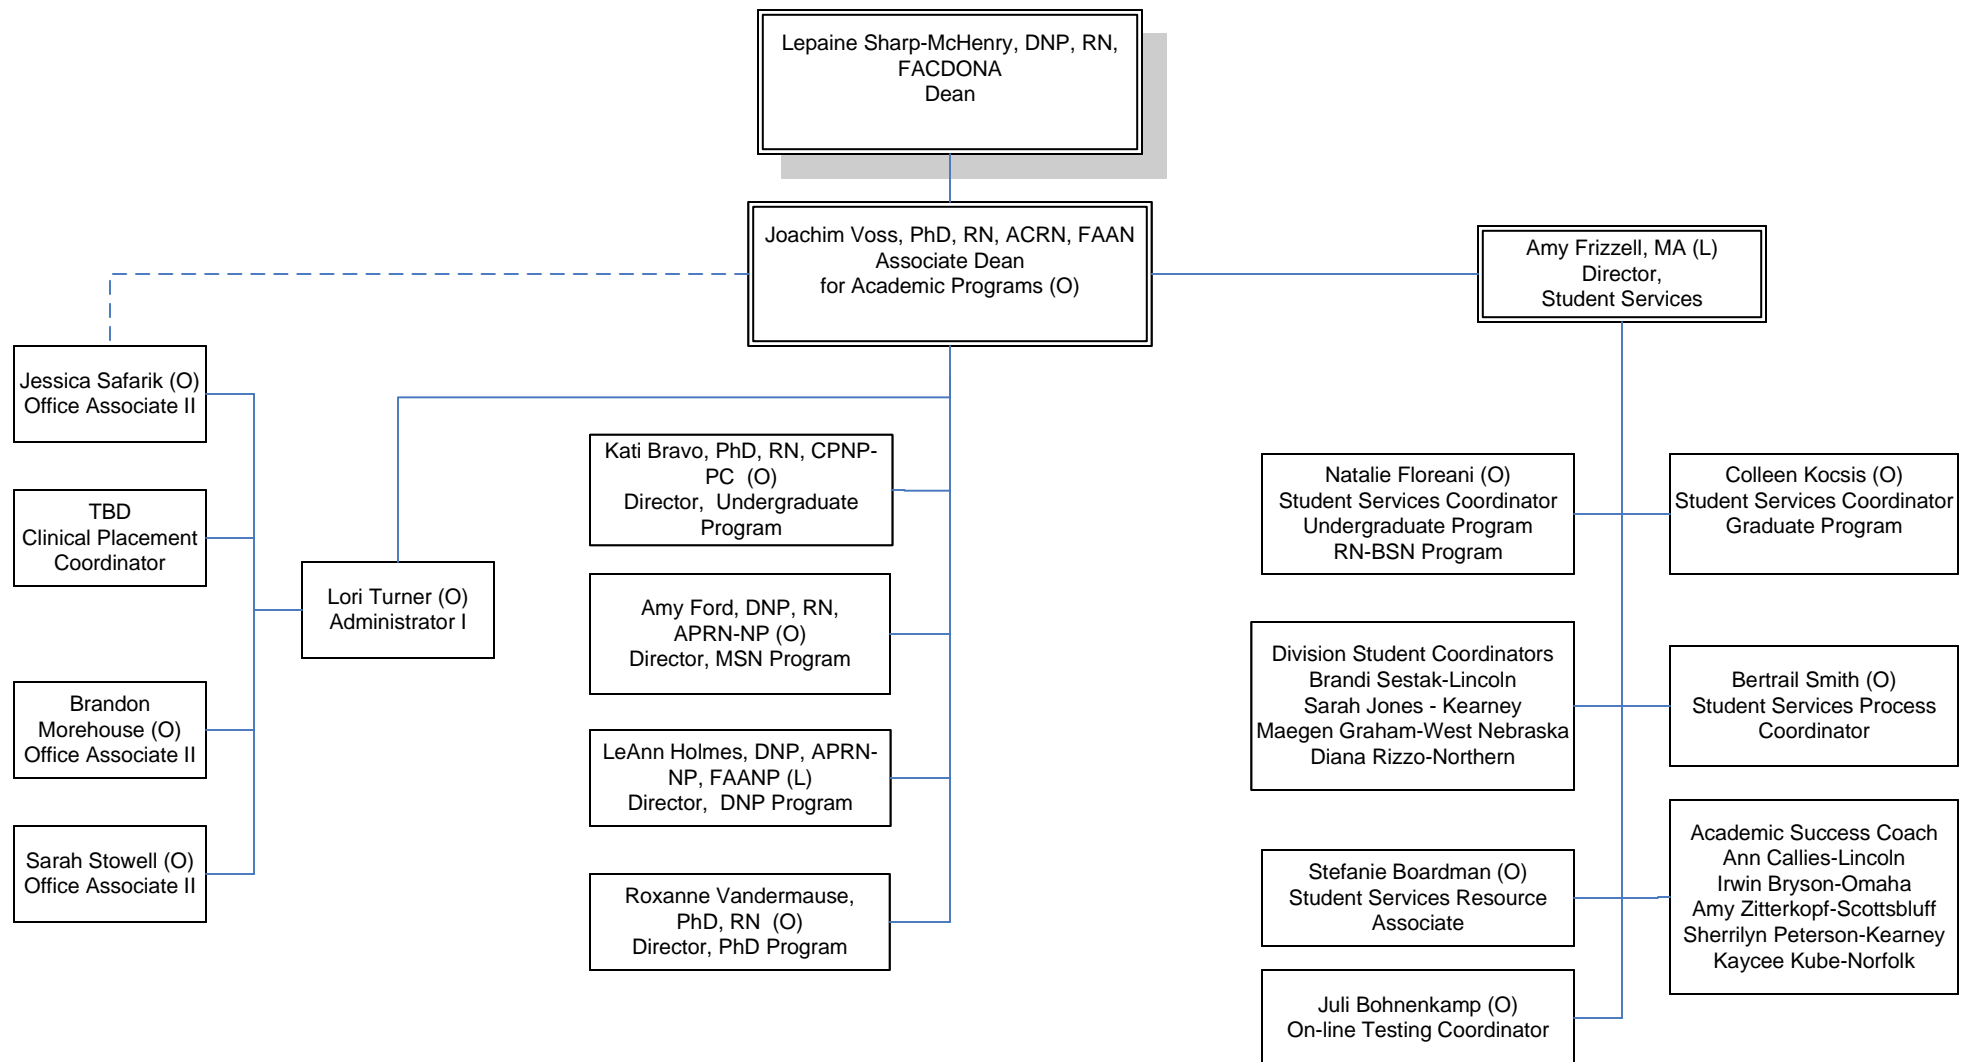 Lepaine Sharp-McHenry, DNP, RN,
FACDONA
Dean
Joachim Voss, PhD, RN, ACRN, FAAN
Associate Dean
for Academic Programs (O)
Amy Frizzell, MA (L)
Director,
Student Services
Jessica Safarik (O)
Office Associate II
TBD
Clinical Placement
Coordinator
Brandon
Morehouse (O)
Office Associate II
Sarah Stowell (O)
Office Associate II
Lori Turner (O)
Administrator I
Kati Bravo, PhD, RN, CPNP-
PC (O)
Director, Undergraduate
Program
Amy Ford, DNP, RN,
APRN-NP (O)
Director, MSN Program
LeAnn Holmes, DNP, APRN-
NP, FAANP (L)
Director, DNP Program
Roxanne Vandermause,
PhD, RN (O)
Director, PhD Program
Natalie Floreani (O)
Student Services Coordinator
Undergraduate Program
RN-BSN Program
Colleen Kocsis (O)
Student Services Coordinator
Graduate Program
Division Student Coordinators
Brandi Sestak-Lincoln
Sarah Jones - Kearney
Maegen Graham-West Nebraska
Diana Rizzo-Northern
Bertrail Smith (O)
Student Services Process
Coordinator
Stefanie Boardman (O)
Student Services Resource
Associate
Academic Success Coach
Ann Callies-Lincoln
Irwin Bryson-Omaha
Amy Zitterkopf-Scottsbluff
Sherrilyn Peterson-Kearney
Kaycee Kube-Norfolk
Juli Bohnenkamp (O)
On-line Testing Coordinator